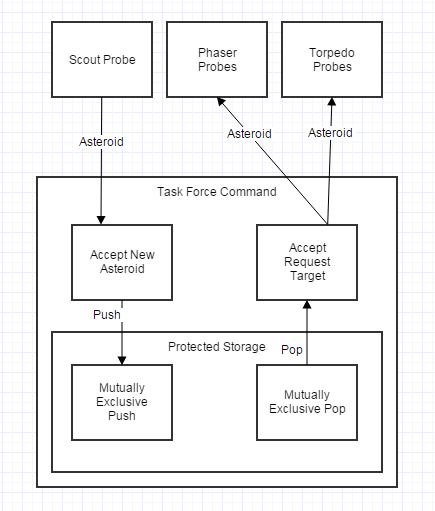 Scout Probe
Phaser
Probes
Torpedo
Probes
Asteroid
Asteroid
Asteroid
Task Force Command
Accept New
Asteroid
Accept
Request
Target
Push
Protected Storage
Pop
Mutually
Exclusive
Push
Mutually
Exclusive Pop